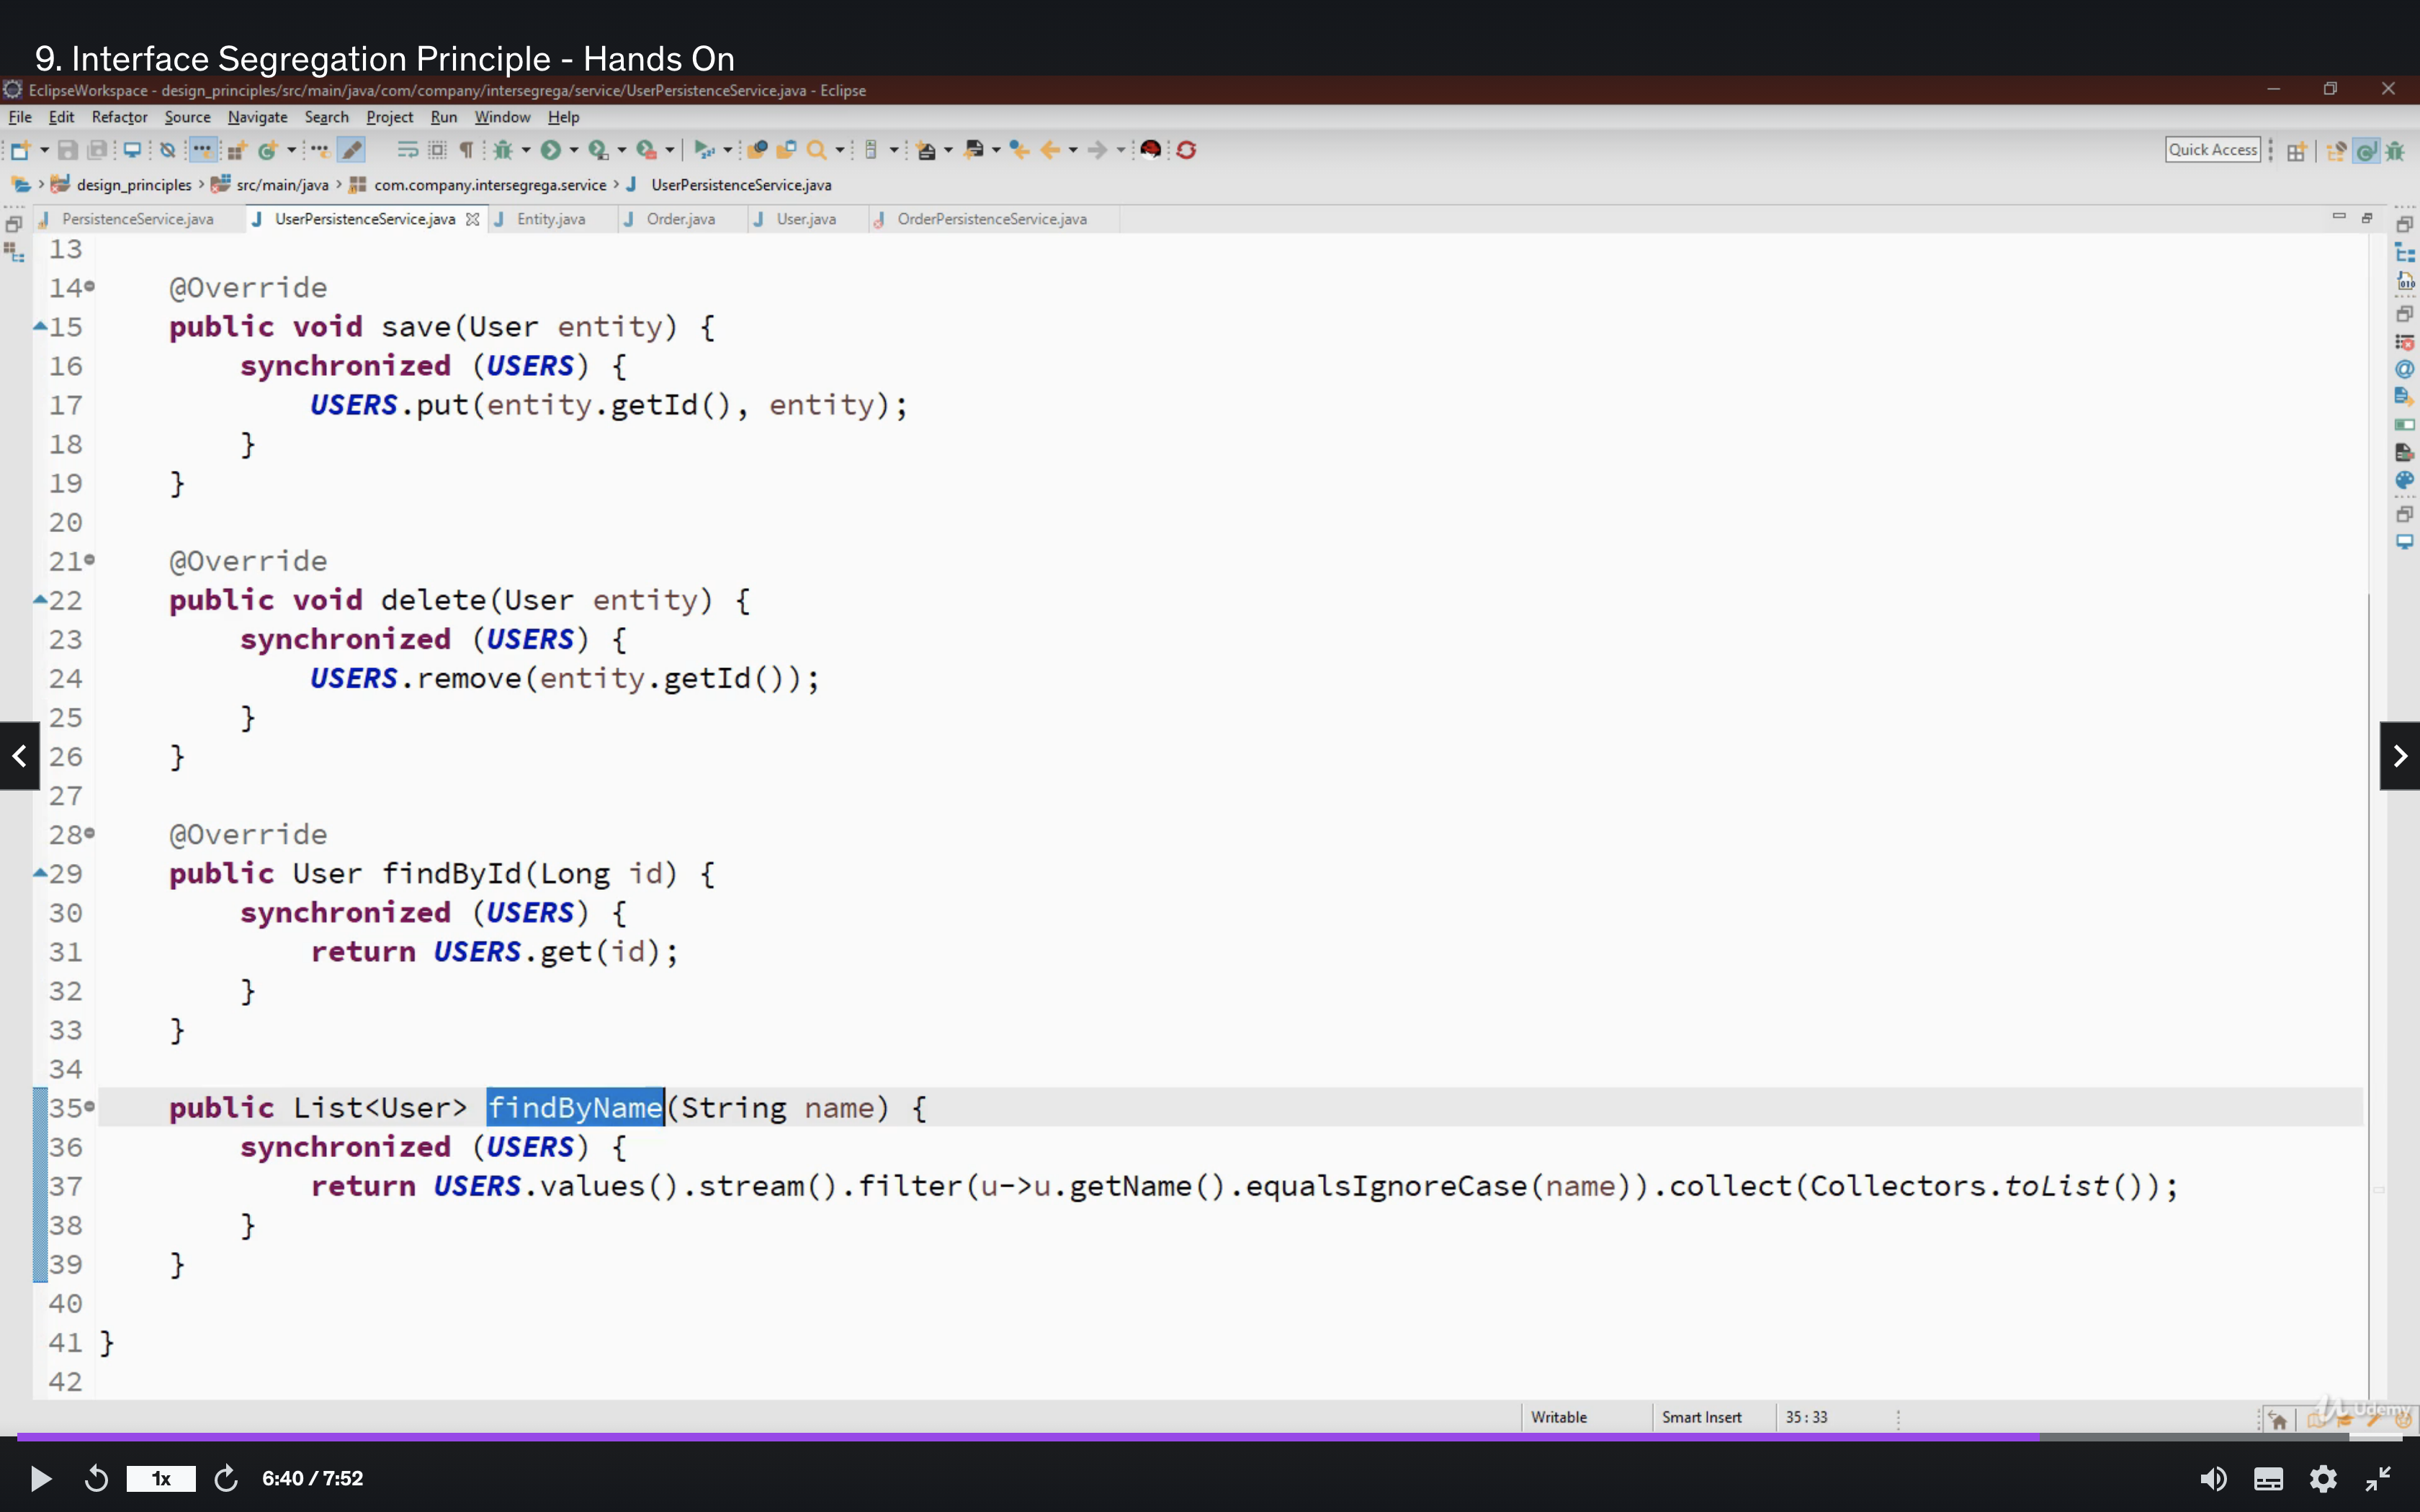 9. Interface Segregation Principle - Hands On
EclipseWorkspace - design_principles/src/main/java/com/company/intersegrega/service/UserPersistenceService.java - Eclipse
File Edit Refactor Source Navigate Search Project Run Window Help
Quick Access
design_principles src/main/java com.company.intersegrega.service UserPersistenceService.java
PersistenceService.java UserPersistenceService.java Entity.java Order.java User.java OrderPersistenceService.java
13
14 @Override
15 public void save(User entity) {
16 synchronized (USERS) {
17 USERS.put(entity.getId(), entity);
18 }
19 }
20
21 @Override
22 public void delete(User entity) {
23 synchronized (USERS) {
24 USERS.remove(entity.getId());
25 }
26 }
27
28 @Override
29 public User findById(Long id) {
30 synchronized (USERS) {
31 return USERS.get(id);
32 }
33 }
34
35 public List<User> findByName(String name) {
36 synchronized (USERS) {
37 return USERS.values().stream().filter(u->u.getName().equalsIgnoreCase(name)).collect(Collectors.toList());
38 }
39 }
40
41 }
42
Writable Smart Insert 35 : 33
Udemy
1x 6:40 / 7:52